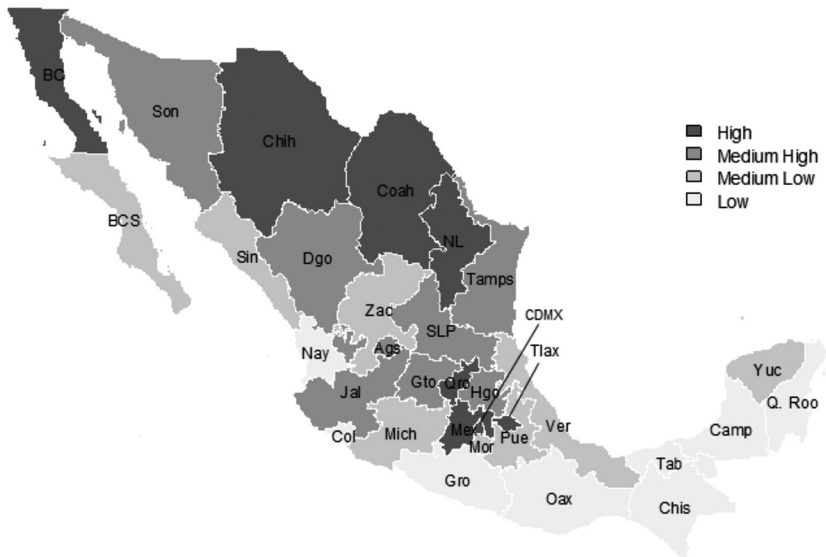 BC
Son
Chih
Coah
BCS
Sin
Dgo
NL
Tamps
Zac
SLP
CDMX
Tlax
Nay
Ags
Jal
Gto
Qro
Hgo
Col
Mich
Mex
Mor
Pue
Ver
Yuc
Q. Roo
Camp
Tab
Gro
Oax
Chis
High
Medium High
Medium Low
Low